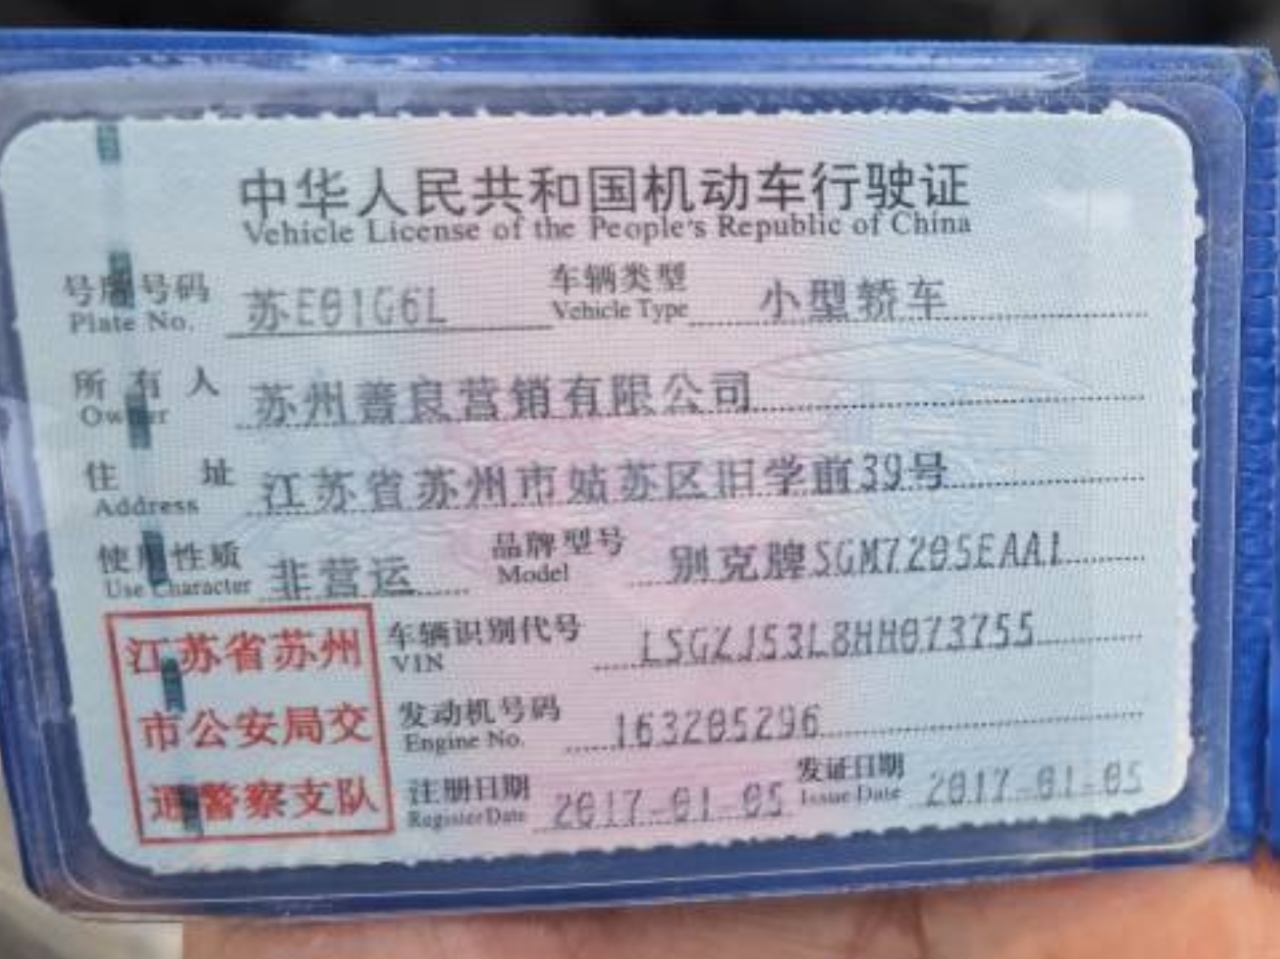 中华人民共和国机动车行驶证
Vehicle License of the People's Republic of China
号牌号码 苏E01G6L 车辆类型 小型轿车
Plate No. Vehicle Type
所有人 苏州善良营销有限公司
Owner
住址 江苏省苏州市姑苏区旧学前39号
Address
使用性质 非营运 品牌型号 别克牌SGM7205EAA1
Use Character Model
江苏省苏州
市公安局交
通警察支队
车辆识别代号 LSGZJ53L8HH073755
VIN
发动机号码 163205296
Engine No.
注册日期 2017-01-05 发证日期 2017-01-05
Register Date Issue Date